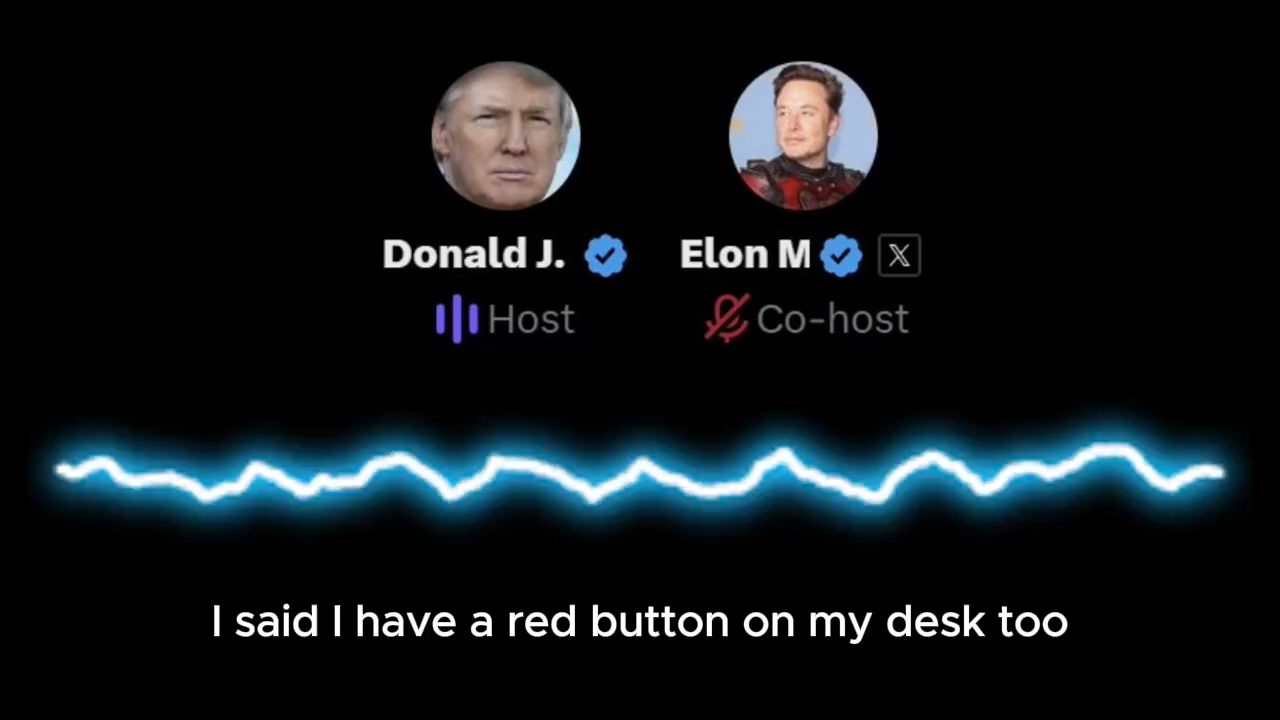 Donald J. Elon M X
Host Co-host
I said I have a red button on my desk too